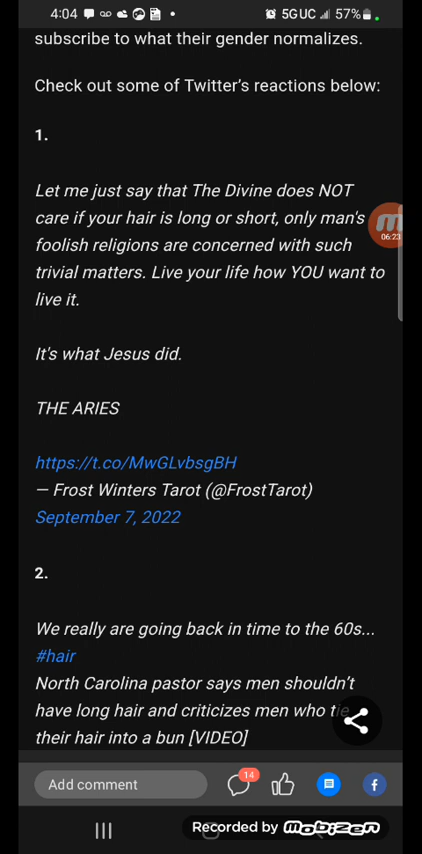 4:04 5GUC 57%
subscribe to what their gender normalizes.
Check out some of Twitter's reactions below:
1.
Let me just say that The Divine does NOT
care if your hair is long or short, only man's
foolish religions are concerned with such
06:23
trivial matters. Live your life how YOU want to
live it.
It's what Jesus did.
THE ARIES
https://t.co/MwGLvbsgBH
— Frost Winters Tarot (@FrostTarot)
September 7, 2022
2.
We really are going back in time to the 60s...
#hair
North Carolina pastor says men shouldn't
have long hair and criticizes men who tie
their hair into a bun [VIDEO]
Add comment 14
Recorded by mobizen